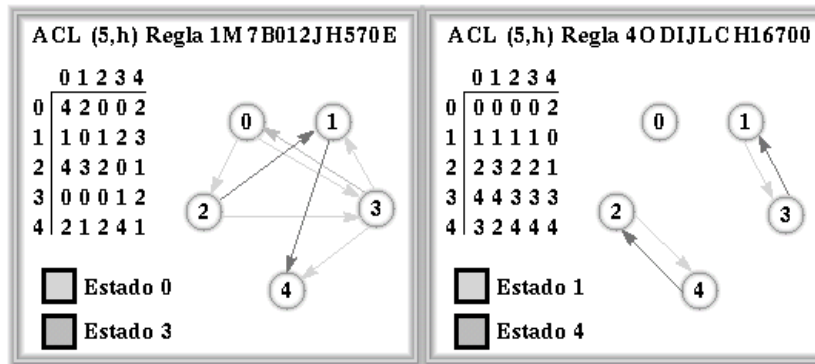 ACL (5,h) Regla 1M7B012JH570E
0 1 2 3 4
0 4 2 0 0 2
1 1 0 1 2 3
2 4 3 2 0 1
3 0 0 0 1 2
4 2 1 2 4 1
0
1
2
3
4
Estado 0
Estado 3
ACL (5,h) Regla 4ODIJLCH16700
0 1 2 3 4
0 0 0 0 0 2
1 1 1 1 1 0
2 2 3 2 2 1
3 4 4 3 3 3
4 3 2 4 4 4
0
1
2
3
4
Estado 1
Estado 4